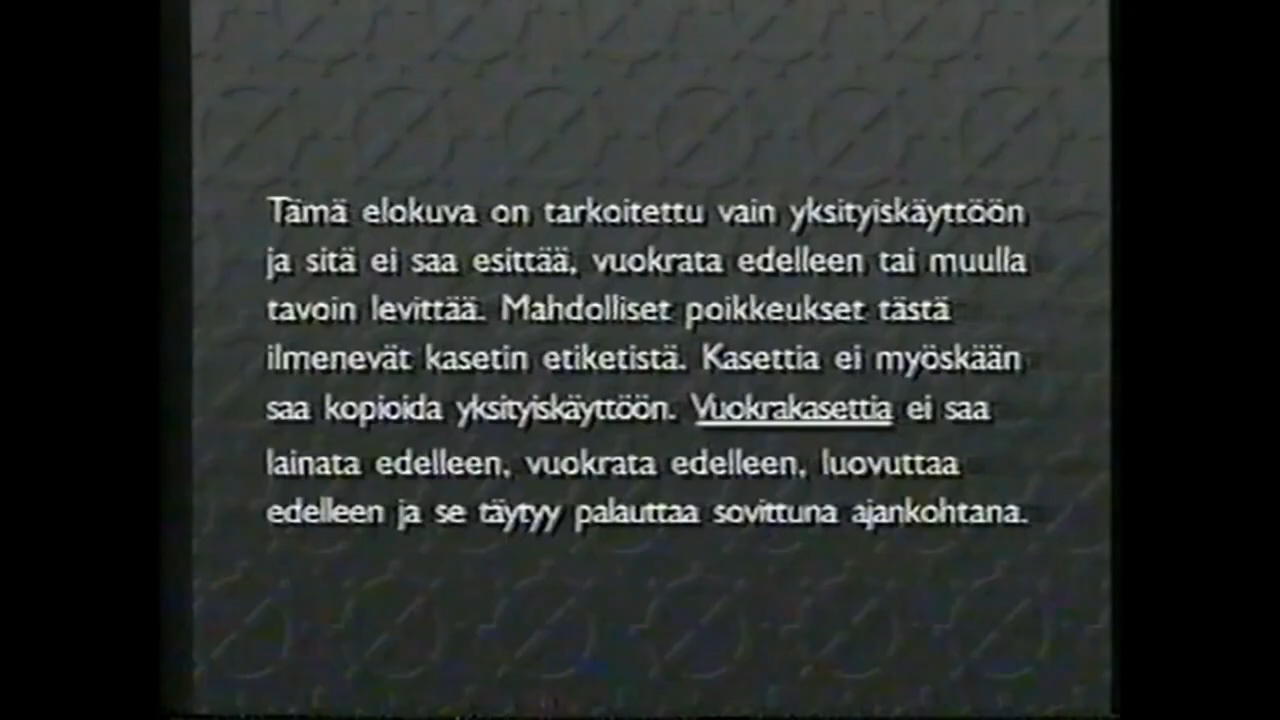 Tämä elokuva on tarkoitettu vain yksityiskäyttöön
ja sitä ei saa esittää, vuokrata edelleen tai muulla
tavoin levittää. Mahdolliset poikkeukset tästä
ilmenevät kasetin etiketistä. Kasettia ei myöskään
saa kopioida yksityiskäyttöön. Vuokrakasettia ei saa
lainata edelleen, vuokrata edelleen, luovuttaa
edelleen ja se täytyy palauttaa sovittuna ajankohtana.